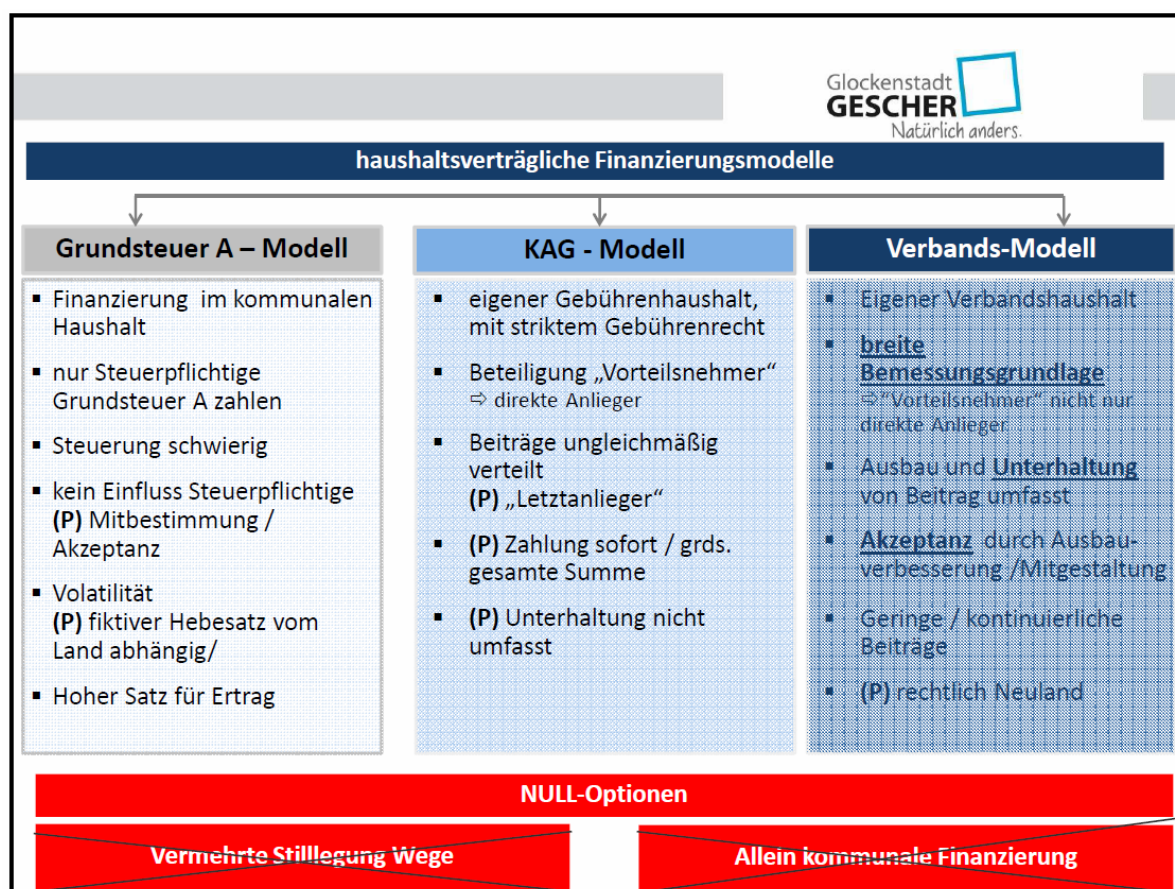 Glockenstadt
GESCHER
Natürlich anders.
haushaltsverträgliche Finanzierungsmodelle
Grundsteuer A – Modell
▪ Finanzierung im kommunalen
Haushalt
▪ nur Steuerpflichtige
Grundsteuer A zahlen
▪ Steuerung schwierig
▪ kein Einfluss Steuerpflichtige
(P) Mitbestimmung /
Akzeptanz
▪ Volatilität
(P) fiktiver Hebesatz vom
Land abhängig/
▪ Hoher Satz für Ertrag
KAG - Modell
▪ eigener Gebührenhaushalt,
mit striktem Gebührenrecht
▪ Beteiligung „Vorteilsnehmer“
⇨ direkte Anlieger
▪ Beiträge ungleichmäßig
verteilt
(P) „Letztanlieger“
▪ (P) Zahlung sofort / grds.
gesamte Summe
▪ (P) Unterhaltung nicht
umfasst
Verbands-Modell
▪ Eigener Verbandshaushalt
▪ breite
Bemessungsgrundlage
⇨“Vorteilsnehmer“ nicht nur
direkte Anlieger
▪ Ausbau und Unterhaltung
von Beitrag umfasst
▪ Akzeptanz durch Ausbau-
verbesserung /Mitgestaltung
▪ Geringe / kontinuierliche
Beiträge
▪ (P) rechtlich Neuland
NULL-Optionen
Vermehrte Stilllegung Wege
Allein kommunale Finanzierung